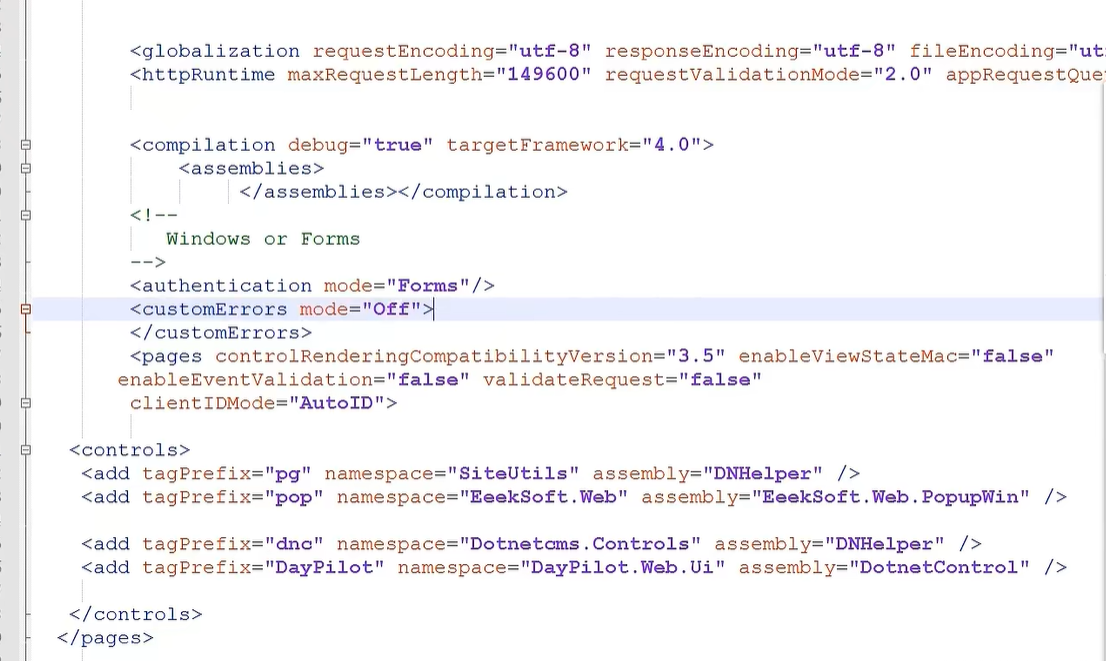 <globalization requestEncoding="utf-8" responseEncoding="utf-8" fileEncoding="ut
<httpRuntime maxRequestLength="149600" requestValidationMode="2.0" appRequestQue
<compilation debug="true" targetFramework="4.0">
<assemblies>
</assemblies></compilation>
<!--
Windows or Forms
-->
<authentication mode="Forms"/>
<customErrors mode="Off">
</customErrors>
<pages controlRenderingCompatibilityVersion="3.5" enableViewStateMac="false"
enableEventValidation="false" validateRequest="false"
clientIDMode="AutoID">
<controls>
<add tagPrefix="pg" namespace="SiteUtils" assembly="DNHelper" />
<add tagPrefix="pop" namespace="EeekSoft.Web" assembly="EeekSoft.Web.PopupWin" />
<add tagPrefix="dnc" namespace="Dotnetcms.Controls" assembly="DNHelper" />
<add tagPrefix="DayPilot" namespace="DayPilot.Web.Ui" assembly="DotnetControl" />
</controls>
</pages>